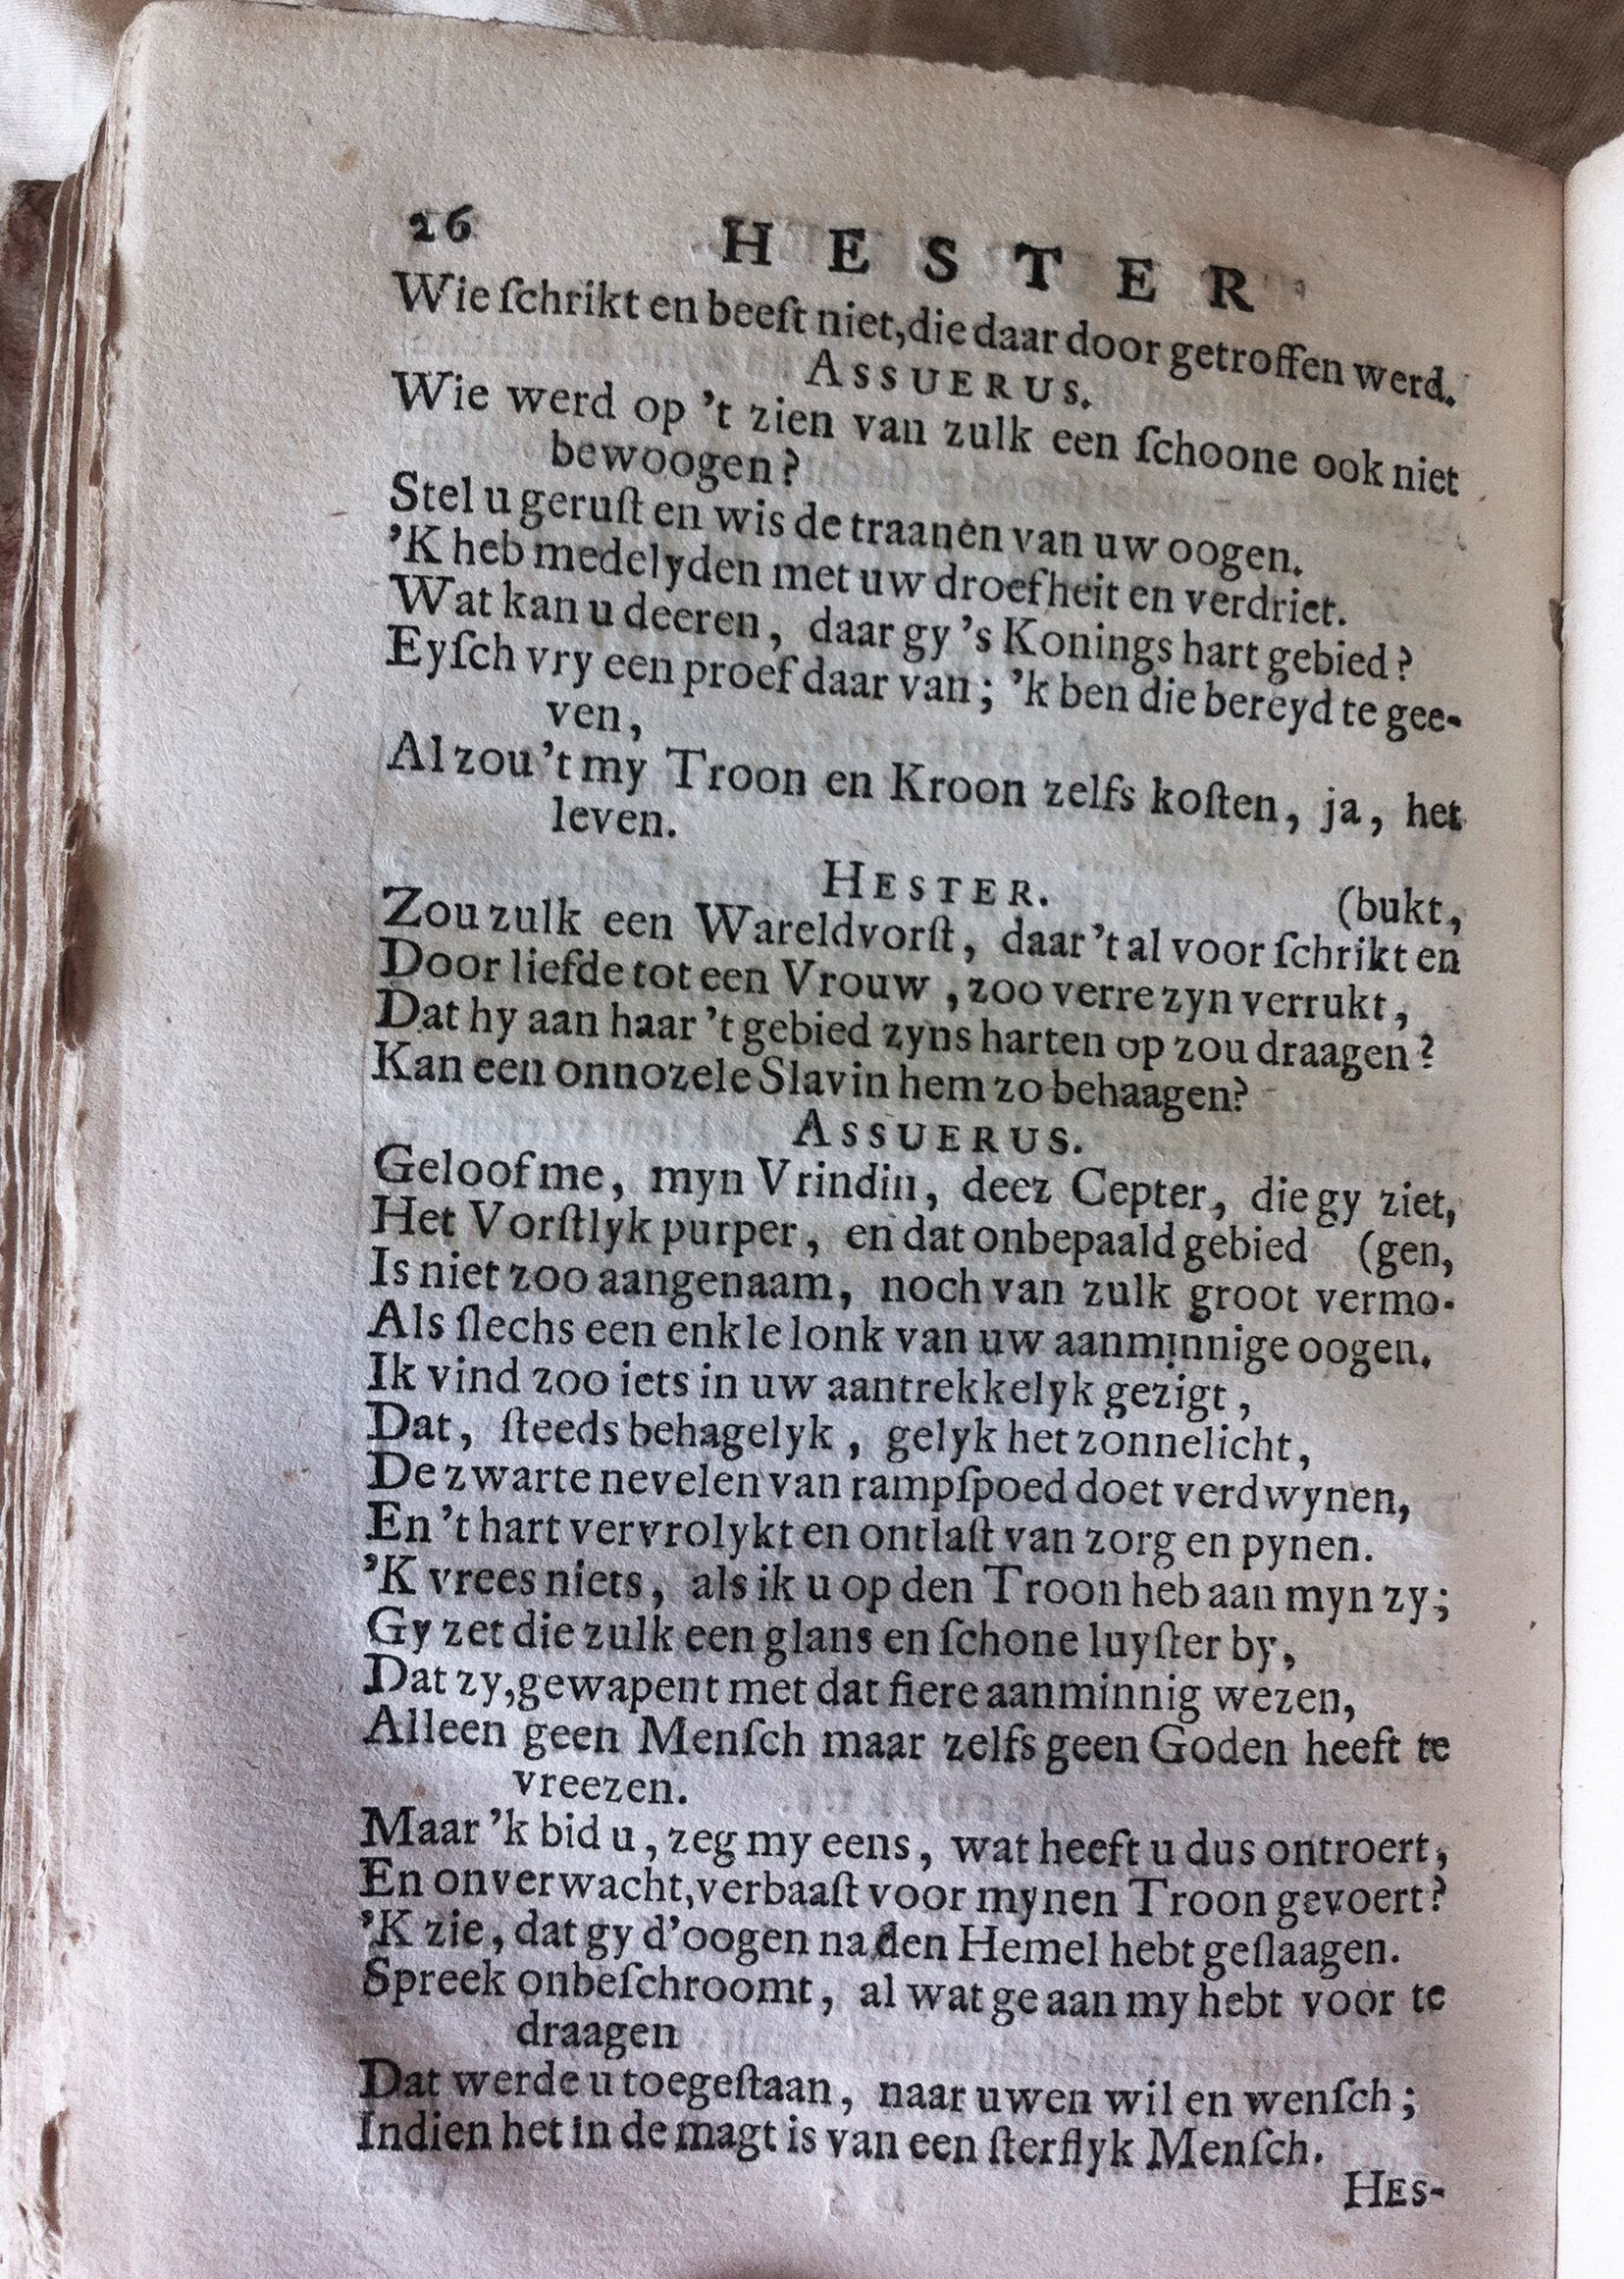 26 HESTER
Wie ſchrikt en beeft niet, die daar door getroffen werd.
ASSUERUS.
Wie werd op 't zien van zulk een ſchoone ook niet
bewoogen?
Stel u geruſt en wis de traanen van uw oogen.
'K heb medelyden met uw droefheit en verdriet.
Wat kan u deeren, daar gy 's Konings hart gebied?
Eyſch vry een proef daar van; 'k ben die bereyd te gee-
ven,
Al zou 't my Troon en Kroon zelfs koſten, ja, het
leven.
HESTER. (bukt,
Zou zulk een Wareldvorſt, daar 't al voor ſchrikt en
Door liefde tot een Vrouw, zoo verre zyn verrukt,
Dat hy aan haar 't gebied zyns harten op zou draagen?
Kan een onnozele Slavin hem zo behaagen?
ASSUERUS.
Geloof me, myn Vrindin, deez Cepter, die gy ziet,
Het Vorſtlyk purper, en dat onbepaald gebied (gen,
Is niet zoo aangenaam, noch van zulk groot vermo-
Als ſlechs een enkle lonk van uw aanminnige oogen.
Ik vind zoo iets in uw aantrekkelyk gezigt,
Dat, ſteeds behagelyk, gelyk het zonnelicht,
De zwarte nevelen van rampſpoed doet verdwynen,
En 't hart vervrolykt en ontlaſt van zorg en pynen.
'K vrees niets, als ik u op den Troon heb aan myn zy;
Gy zet die zulk een glans en ſchone luyſter by,
Dat zy, gewapent met dat fiere aanminnig wezen,
Alleen geen Menſch maar zelfs geen Goden heeft te
vreezen.
Maar 'k bid u, zeg my eens, wat heeft u dus ontroert,
En onverwacht, verbaaſt voor mynen Troon gevoert?
'K zie, dat gy d'oogen na den Hemel hebt geſlaagen.
Spreek onbeſchroomt, al wat ge aan my hebt voor te
draagen
Dat werde u toegeſtaan, naar uwen wil en wenſch;
Indien het in de magt is van een ſterflyk Menſch.
HES-